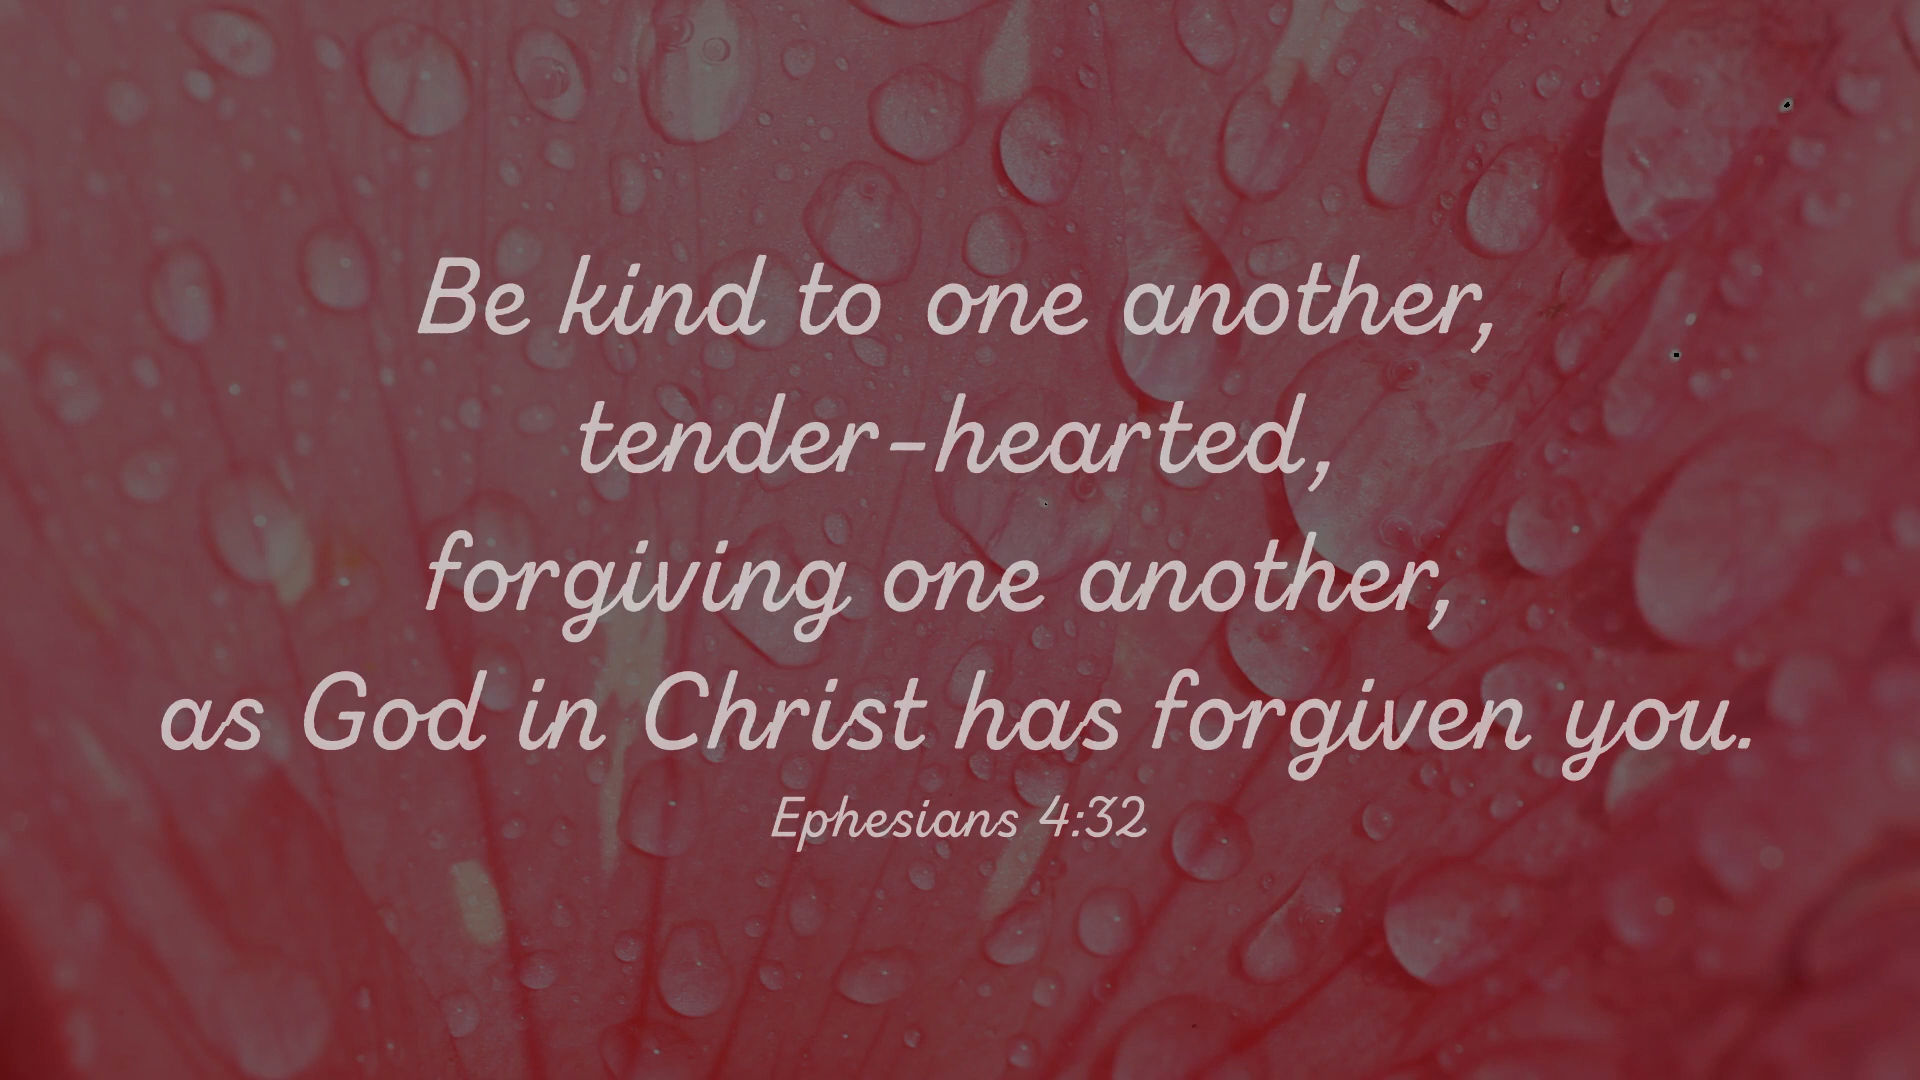 Be kind to one another,
tender-hearted,
forgiving one another,
as God in Christ has forgiven you.
Ephesians 4:32